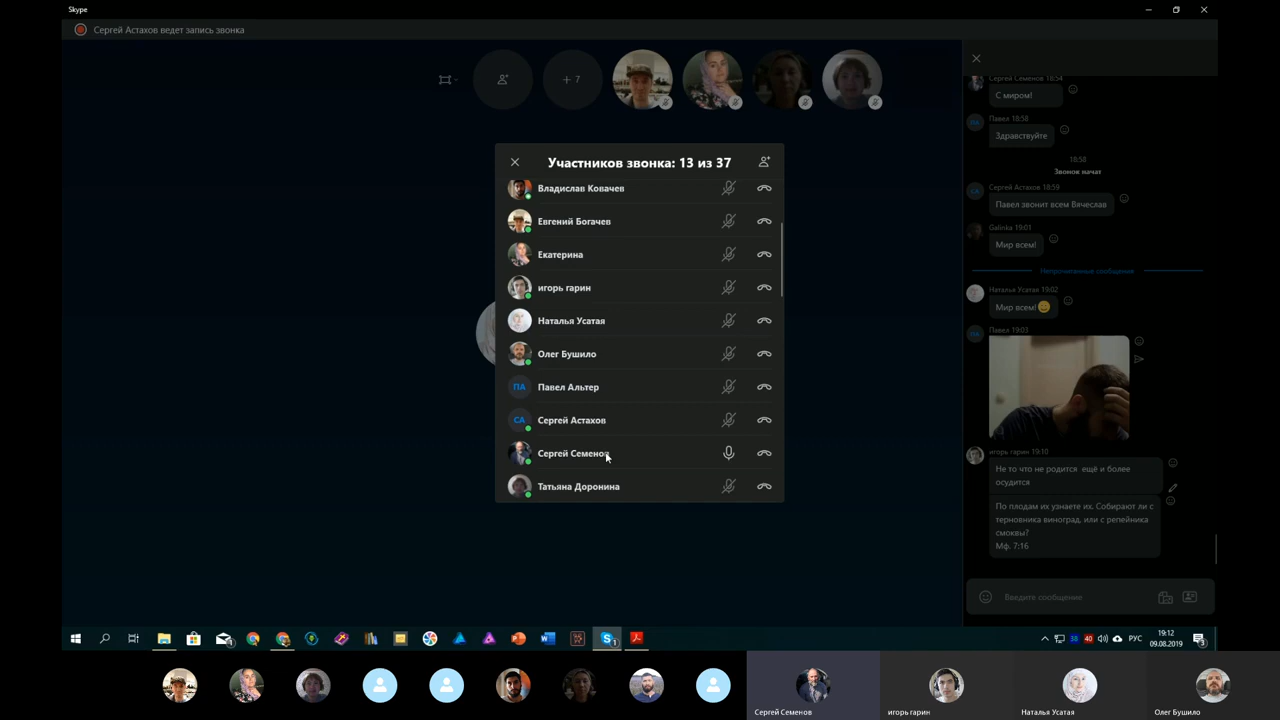 Skype
Сергей Астахов ведет запись звонка
+ 7
Участников звонка: 13 из 37
Владислав Ковачев
Евгений Богачев
Екатерина
игорь гарин
Наталья Усатая
Олег Бушило
ПА
Павел Альтер
СА
Сергей Астахов
Сергей Семенов
Татьяна Доронина
Сергей Семенов 18:54
С миром!
ПА
Павел 18:58
Здравствуйте
18:58
Звонок начат
СА
Сергей Астахов 18:59
Павел звонит всем Вячеслав
Galinka 19:01
Мир всем!
Непрочитанные сообщения
Наталья Усатая 19:02
Мир всем!
ПА
Павел 19:03
игорь гарин 19:10
Не то что не родится ещё и более
осудится
По плодам их узнаете их. Собирают ли с
терновника виноград, или с репейника
смоквы?
Мф. 7:16
Введите сообщение
38
40
РУС
19:12
09.08.2019
Сергей Семенов
игорь гарин
Наталья Усатая
Олег Бушило